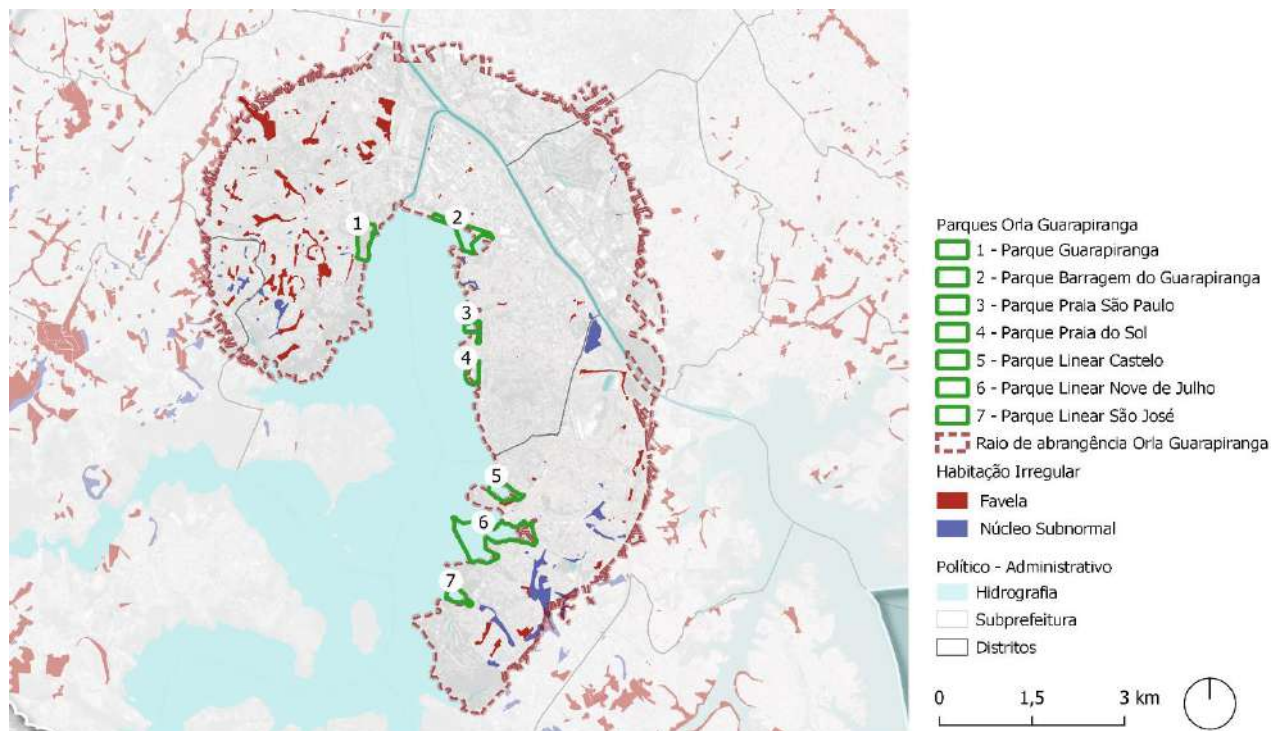 1
2
3
4
5
6
7
Parques Orla Guarapiranga
1 - Parque Guarapiranga
2 - Parque Barragem do Guarapiranga
3 - Parque Praia São Paulo
4 - Parque Praia do Sol
5 - Parque Linear Castelo
6 - Parque Linear Nove de Julho
7 - Parque Linear São José
Raio de abrangência Orla Guarapiranga
Habitação Irregular
Favela
Núcleo Subnormal
Político - Administrativo
Hidrografia
Subprefeitura
Distritos
0 1,5 3 km